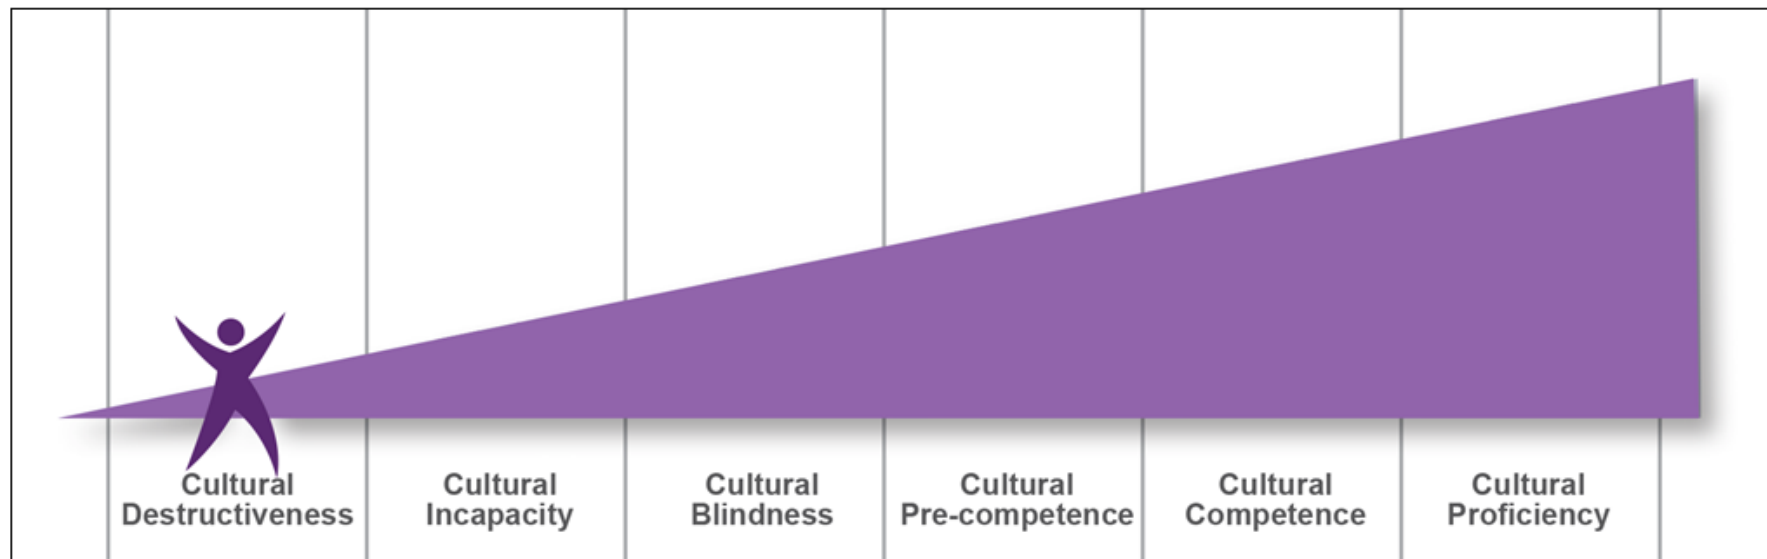 Cultural
Destructiveness
Cultural
Incapacity
Cultural
Blindness
Cultural
Pre-competence
Cultural
Competence
Cultural
Proficiency